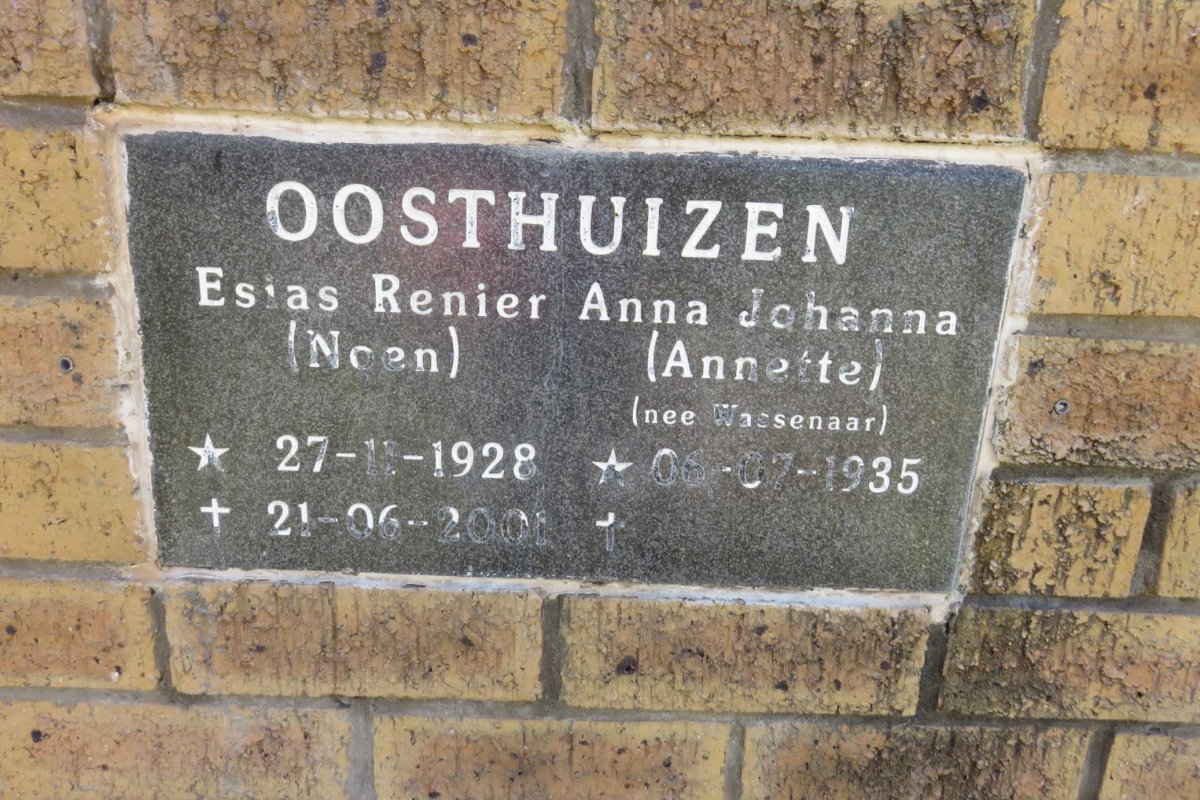 OOSTHUIZEN
Esias Renier Anna Johanna
(Noen) (Annette)
(nee Wassenaar)
★ 27-11-1928 ★ 06-07-1935
✝ 21-06-2001 ✝